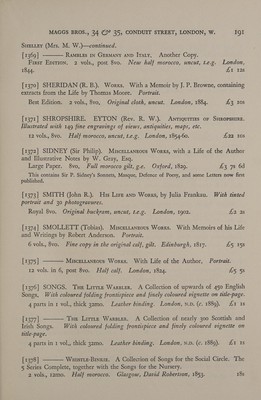 MAGGS BROS., 34 & 35, CONDUIT STREET, LONDON, W. 191
SHELLEY (Mrs. M. W.)—continued.
[1369] ——— RAMBLES IN GERMANY AND ITALY. Another Copy.
FIRST EDITION. 2 vols., post 8vo. New half morocco, uncut, t.e.g. London,
1844. £1 12s
[1370] SHERIDAN (R. B.). WORKS. With a Memoir by J. P. Browne, containing
extracts from the Life by Thomas Moore. Portrait.
Best Edition. 2 vols., 8vo, Original cloth, uncut. London, 1884. £3 10s
[1371] SHROPSHIRE. EYTON (Rev. R. W.). ANTIQUITIES OF SHROPSHIRE.
Illustrated with 149 fine engravings of views, antiquities, maps, etc.
12 vols., 8vo. Half morocco, uncut, t.e.g. London, 1854-60. £22 10s
[1372] SIDNEY (Sir Philip). MISCELLANEOUS WORKS, with a Life of the Author
and Illustrative Notes by W. Gray, Esq.
Large Paper. 8vo. Full morocco gilt, g.e. Oxford, 1829. £3 7s 6d
This contains Sir P. Sidney's Sonnets, Masque, Defence of Poesy, and some Letters now first
published.
[1373] SMITH (John R.). HIS LIFE AND WORKS, by Julia Frankau. With tinted
portrait and 50 photogravures.
Royal 8vo. Original buckram, uncut, t.e.g. London, 1902. £2 2s
[1374] SMOLLETT (Tobias). MISCELLANEOUS WORKS. With Memoirs of his Life
and Writings by Robert Anderson. Portrait.
6 vols., 8vo. Fine copy in the original calf, gilt. Edinburgh, 1817. £5 15s
[1375] ——— MISCELLANEOUS WORKS. With Life of the Author. Portrait.
12 vols. in 6, post 8vo. Half calf. London, 1824. £5 5s
[1376] SONGS. THE LITTLE WARBLER. A Collection of upwards of 450 English
Songs. With coloured folding frontispiece and finely coloured vignette on title-page.
4 parts in 1 vol., thick 32mo. Leather binding. London, N.D. (c. 1889). £1 1s
[1377] ——— THE LITTLE WARBLER. A Collection of nearly 500 Scottish and
Irish Songs. With coloured folding frontispiece and finely coloured vignette on
title-page.
4 parts in 1 vol., thick 32mo. Leather binding. London, N.D. (c. 1889). £1 1s
[1378] ——— WHISTLE-BINKIE. A Collection of Songs for the Social Circle. The
5 Series Complete, together with the Songs for the Nursery.
2 vols., 12mo. Half morocco. Glasgow, David Robertson, 1853. 18s